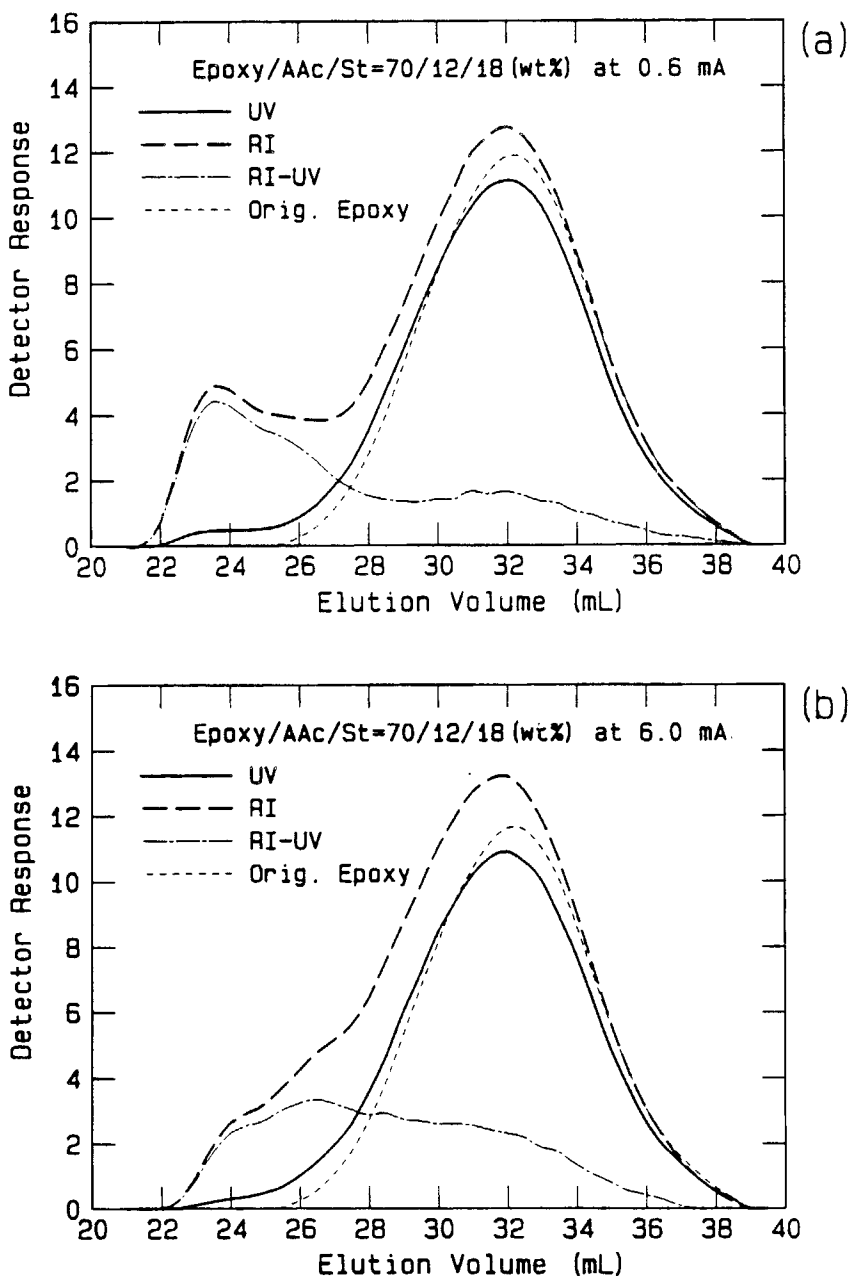 (a)
Epoxy/AAc/St=70/12/18 (wt%) at 0.6 mA
UV
RI
RI-UV
Orig. Epoxy
Detector Response
16
14
12
10
8
6
4
2
0
20 22 24 26 28 30 32 34 36 38 40
Elution Volume (mL)
(b)
Epoxy/AAc/St=70/12/18 (wt%) at 6.0 mA
UV
RI
RI-UV
Orig. Epoxy
Detector Response
16
14
12
10
8
6
4
2
0
20 22 24 26 28 30 32 34 36 38 40
Elution Volume (mL)